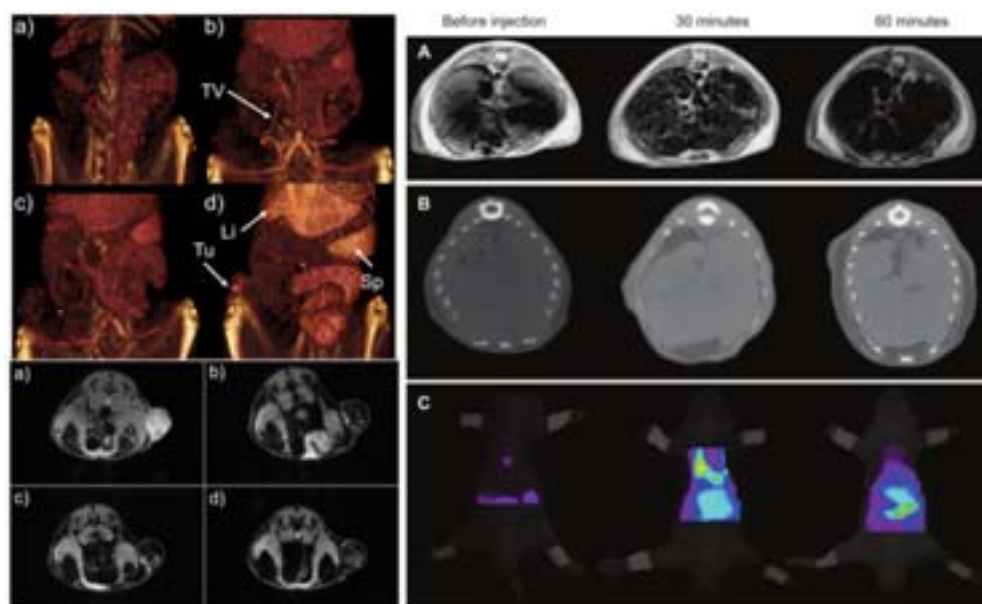 a)
b)
TV
c)
d)
Li
Tu
Sp
a)
b)
c)
d)
Before injection
30 minutes
60 minutes
A
B
C